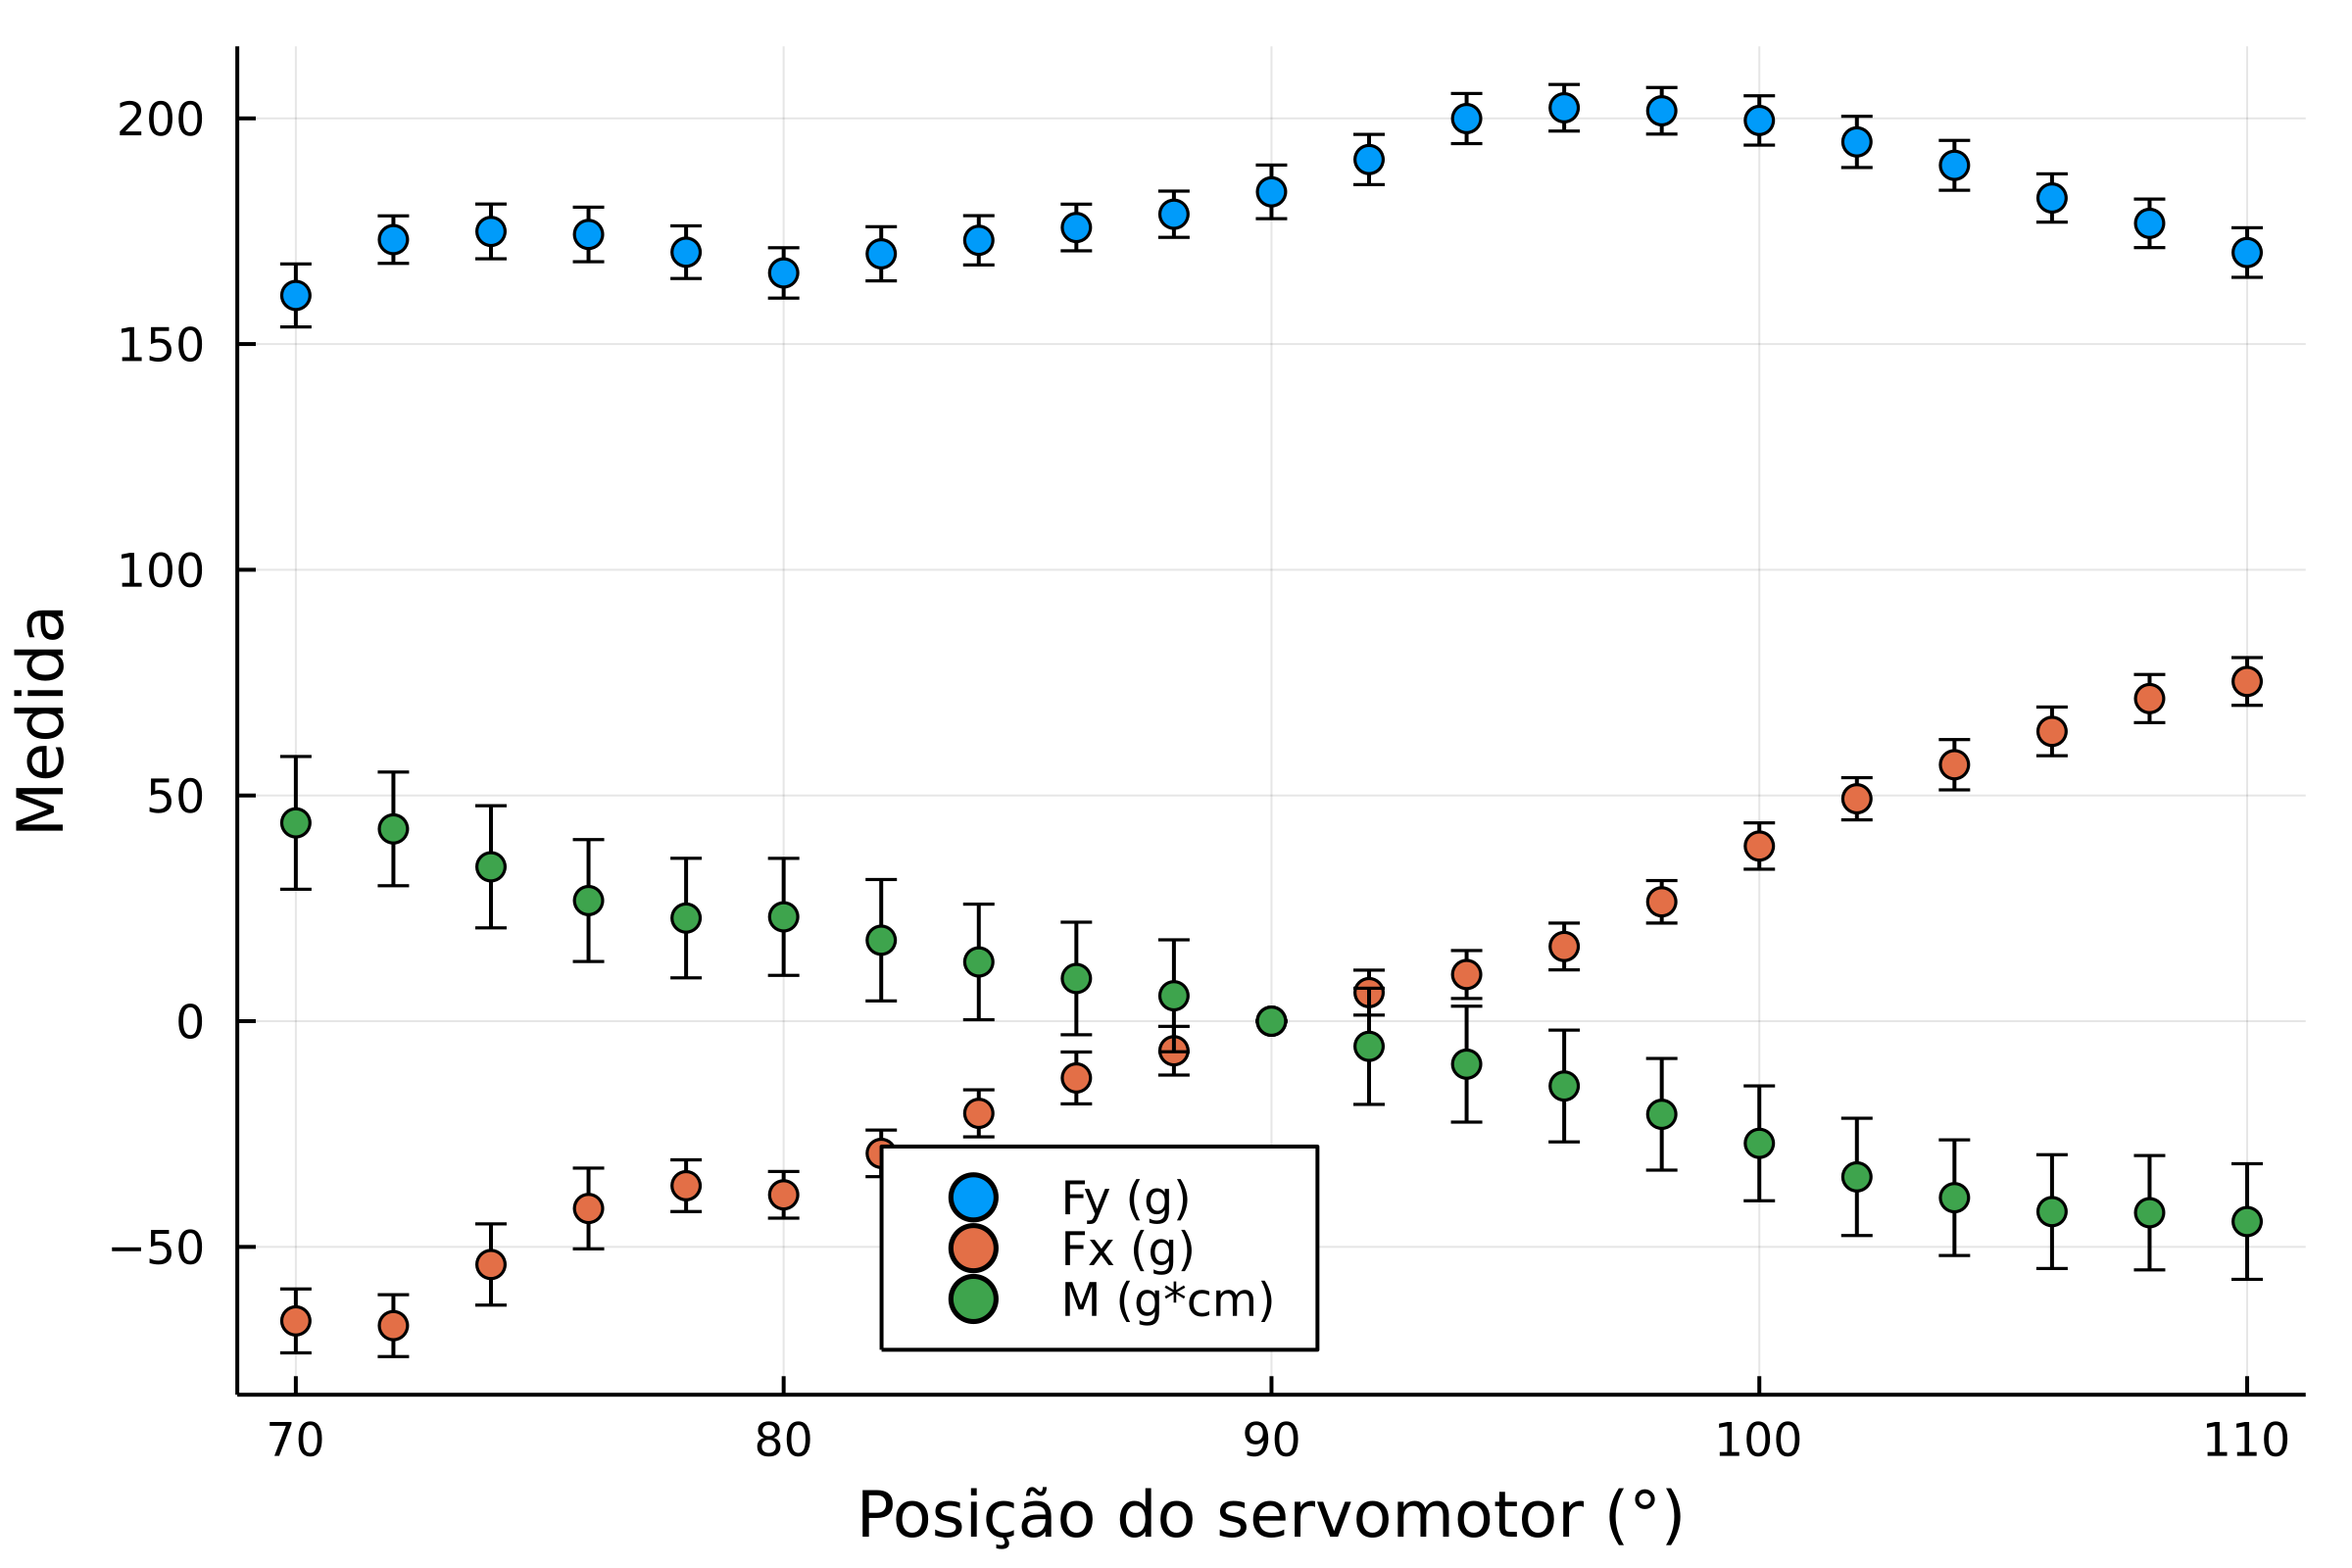 200
150
100
50
0
−50
Medida
Fy (g)
Fx (g)
M (g*cm)
70 80 90 100 110
Posição do servomotor (°)